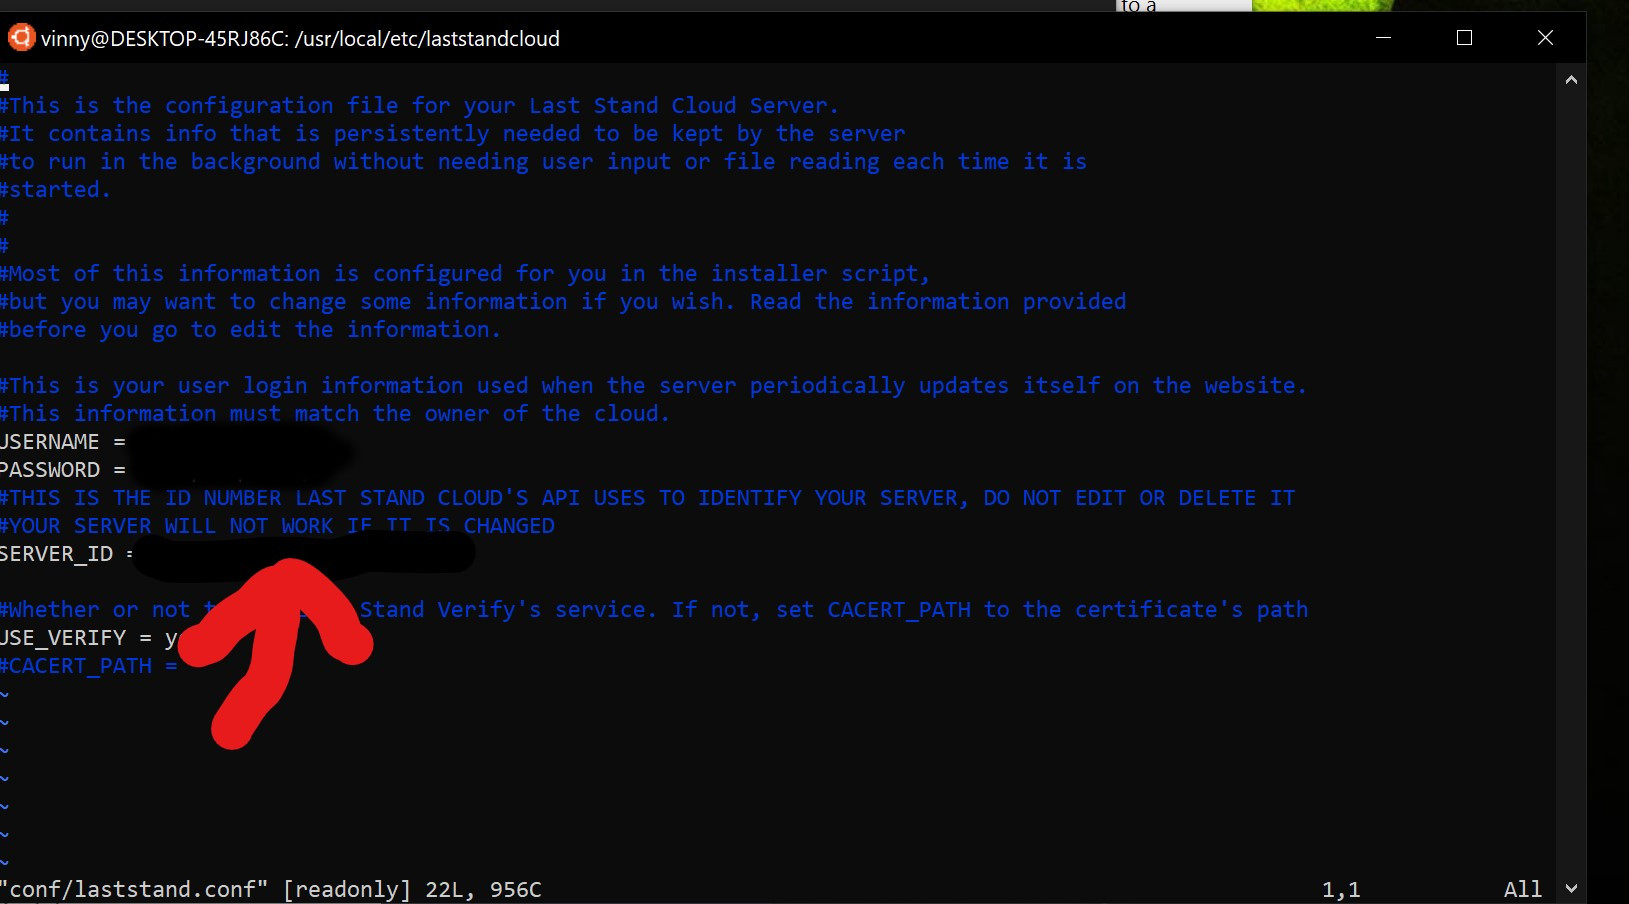 to a
vinny@DESKTOP-45RJ86C: /usr/local/etc/laststandcloud
#
#This is the configuration file for your Last Stand Cloud Server.
#It contains info that is persistently needed to be kept by the server
#to run in the background without needing user input or file reading each time it is
#started.
#
#
#Most of this information is configured for you in the installer script,
#but you may want to change some information if you wish. Read the information provided
#before you go to edit the information.
#This is your user login information used when the server periodically updates itself on the website.
#This information must match the owner of the cloud.
USERNAME =
PASSWORD =
#THIS IS THE ID NUMBER LAST STAND CLOUD'S API USES TO IDENTIFY YOUR SERVER, DO NOT EDIT OR DELETE IT
#YOUR SERVER WILL NOT WORK IF IT IS CHANGED
SERVER_ID =
#Whether or not Stand Verify's service. If not, set CACERT_PATH to the certificate's path
USE_VERIFY =
#CACERT_PATH =
~
~
~
~
~
~
~
"conf/laststand.conf" [readonly] 22L, 956C 1,1 All